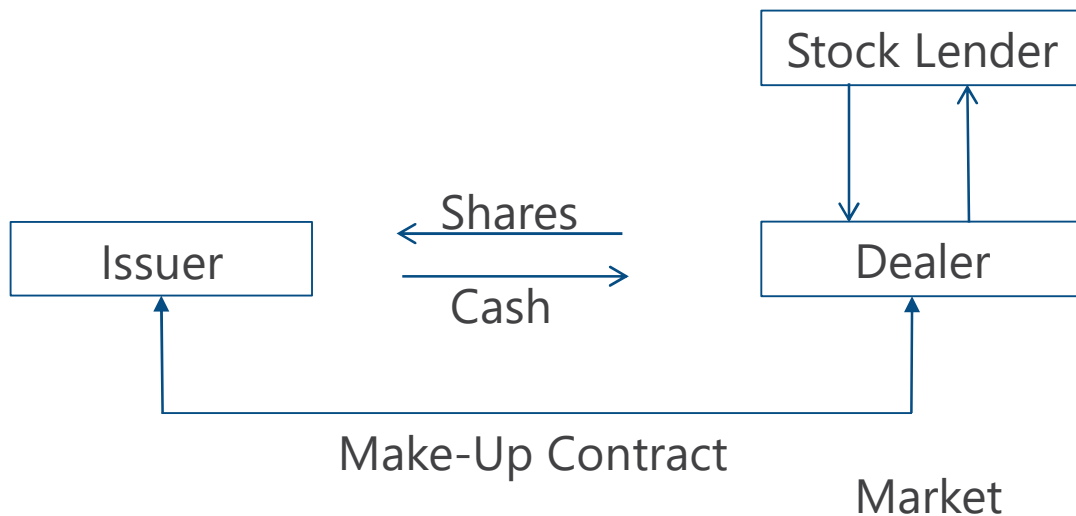 Stock Lender
Shares
Issuer
Dealer
Cash
Make-Up Contract
Market